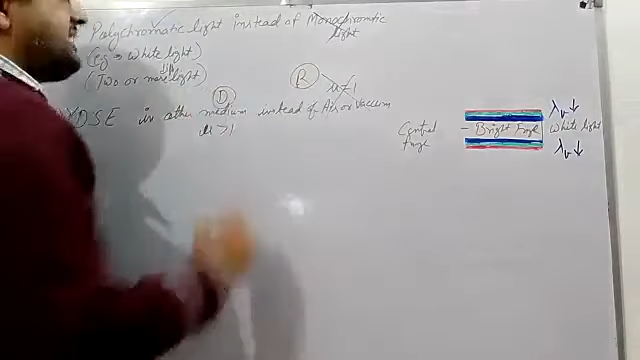 Polychromatic light instead of Monochromatic light
(eg → White light)
(Two or more light)
D
R
μ≠1
YDSE in other medium instead of Air or Vaccum
μ > 1
Central Fringe
- Bright Fringe
White light
λv ↓
λv ↓